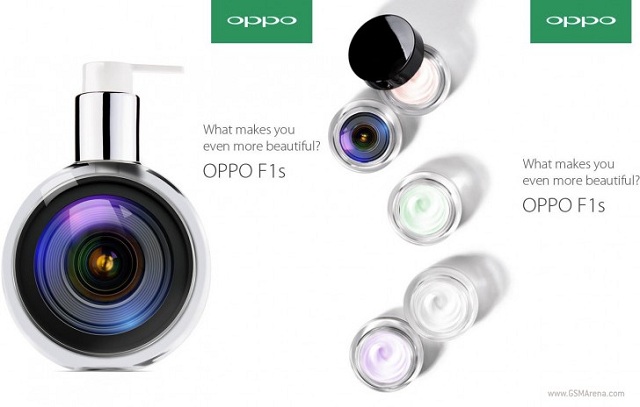 oppo
What makes you
even more beautiful?
OPPO F1s
oppo
What makes you
even more beautiful?
OPPO F1s
www.GSMArena.com